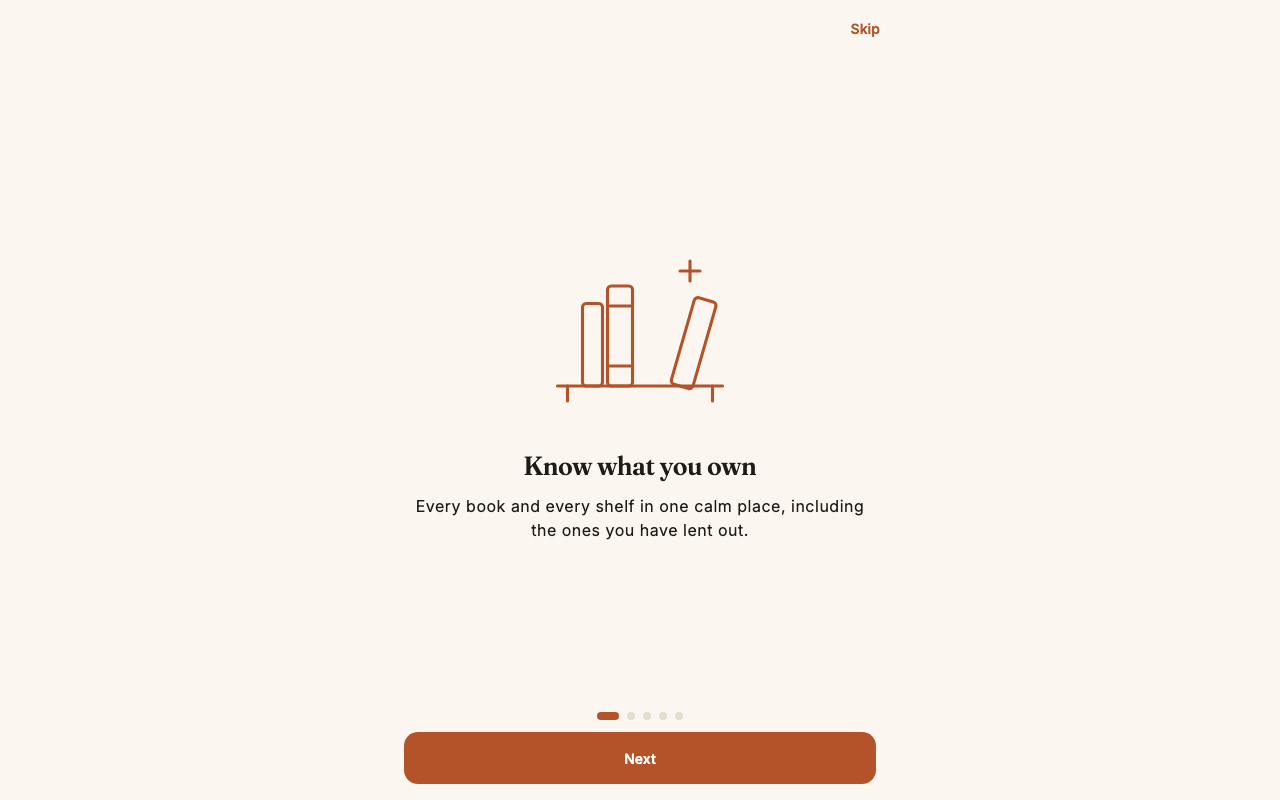 Skip
Know what you own
Every book and every shelf in one calm place, including
the ones you have lent out.
Next